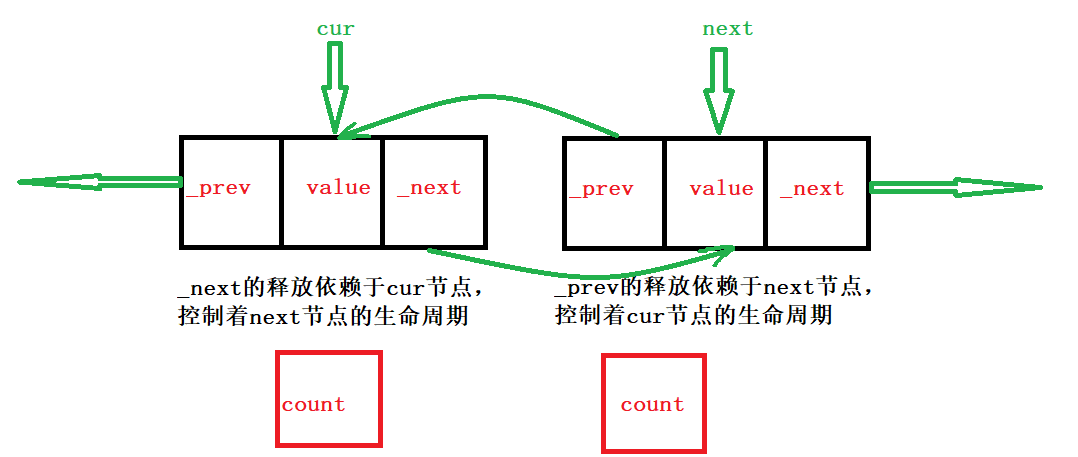 cur
next
_prev value _next
_prev value _next
_next的释放依赖于cur节点,
控制着next节点的生命周期
_prev的释放依赖于next节点,
控制着cur节点的生命周期
count
count